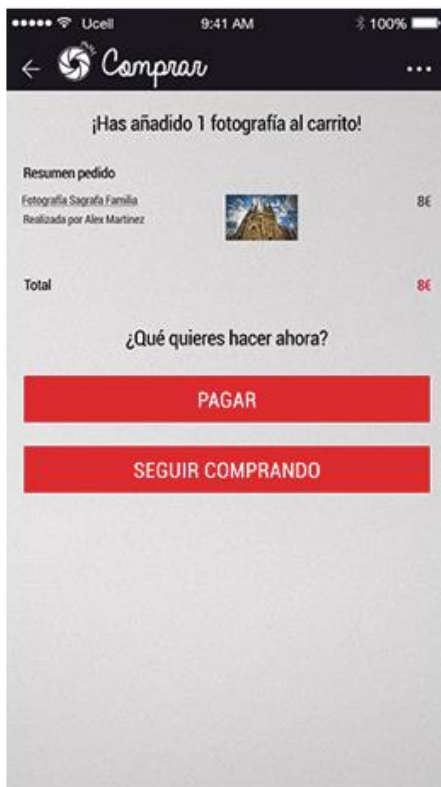 Ucell 9:41 AM 100%
Comprar
¡Has añadido 1 fotografía al carrito!
Resumen pedido
Fotografía Sagrafa Familia 8€
Realizada por Alex Martinez
Total 8€
¿Qué quieres hacer ahora?
PAGAR
SEGUIR COMPRANDO